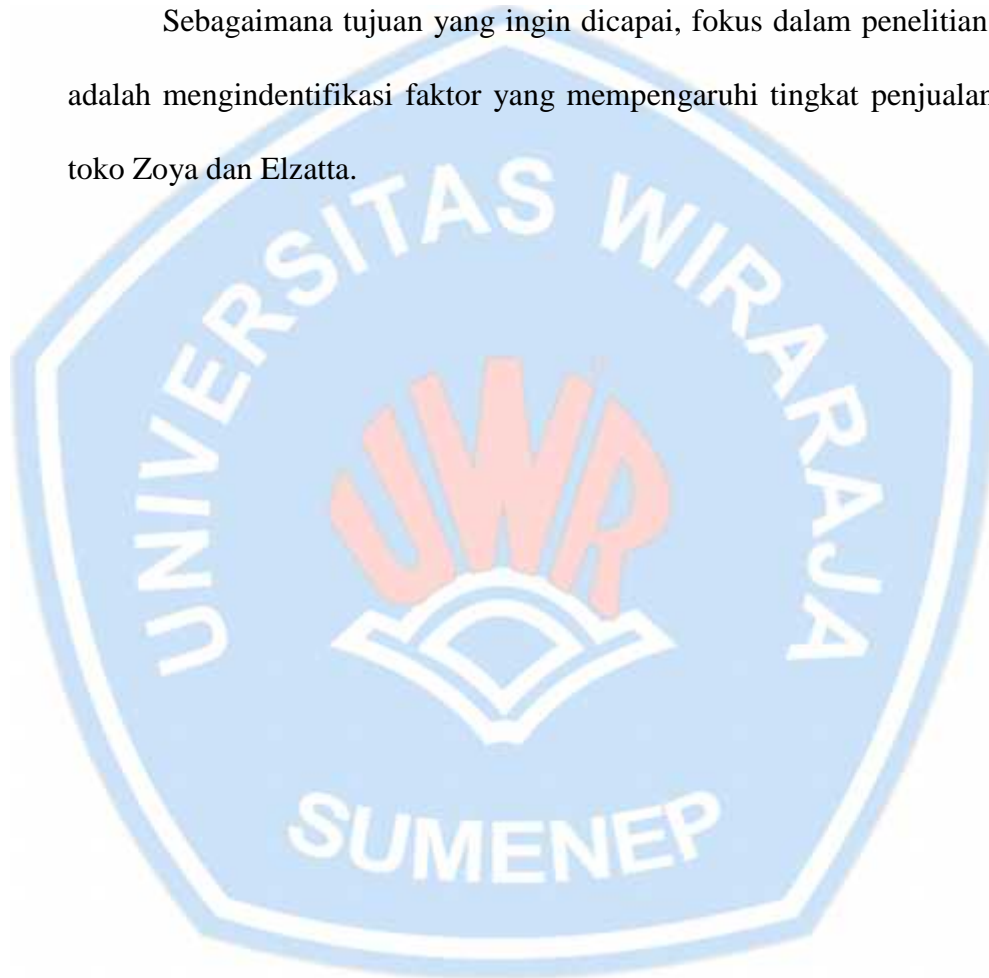 Sebagaimana tujuan yang ingin dicapai, fokus dalam penelitian
adalah mengindentifikasi faktor yang mempengaruhi tingkat penjualan
toko Zoya dan Elzatta.
UNIVERSITAS WIRARAJA
UWR
SUMENEP